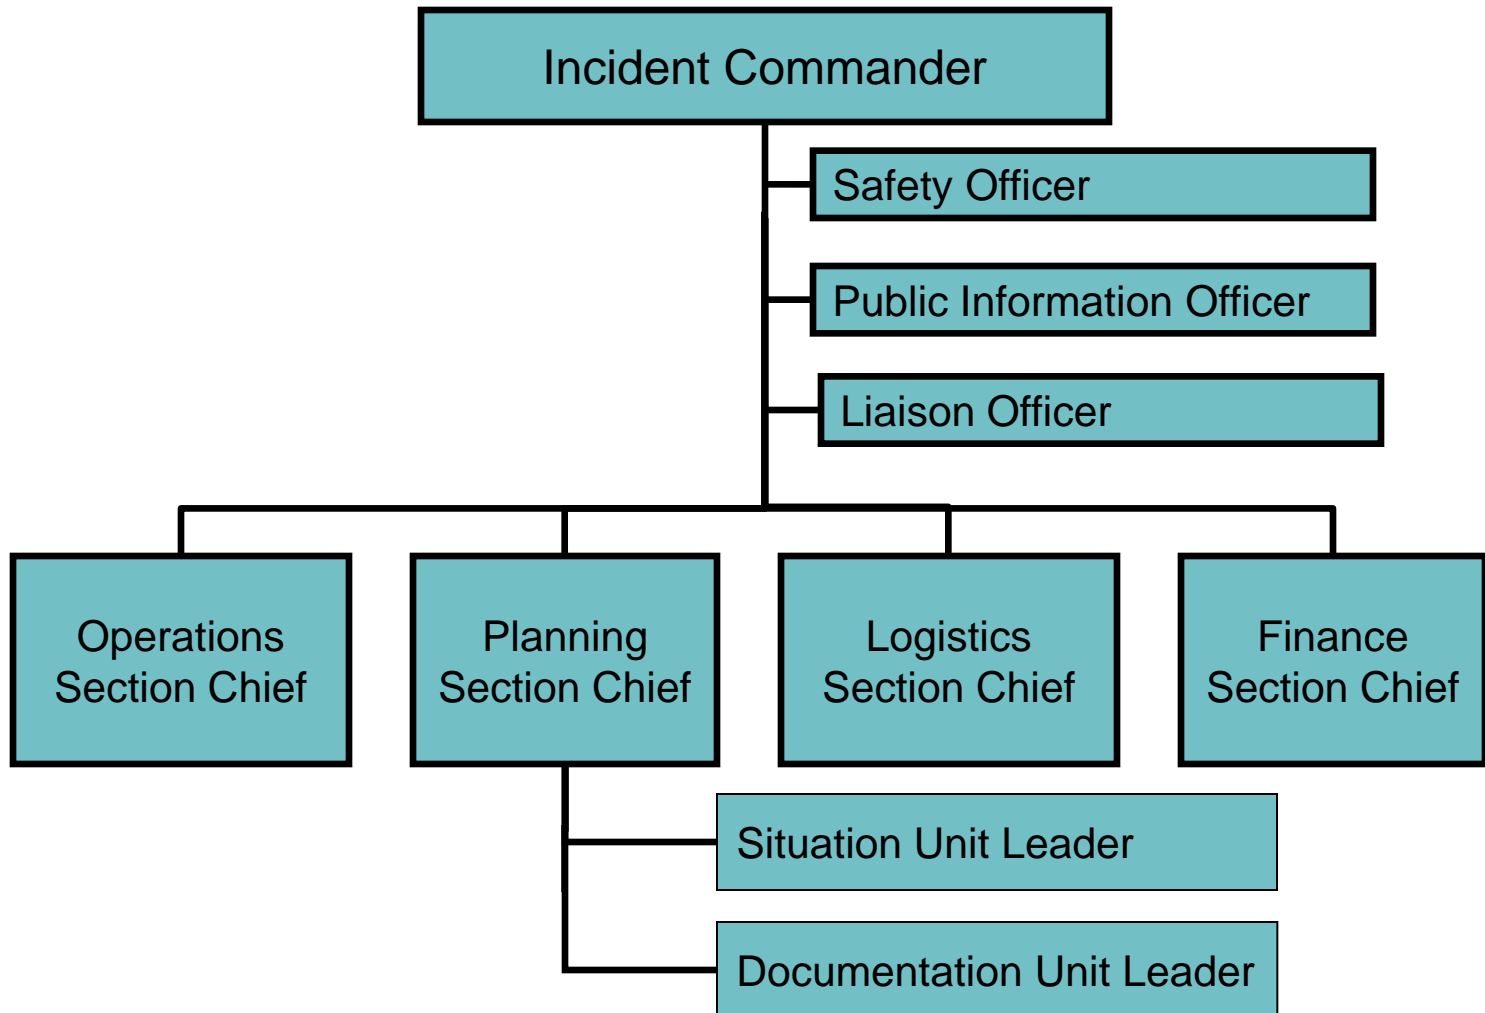 Incident Commander
Safety Officer
Public Information Officer
Liaison Officer
Operations
Section Chief
Planning
Section Chief
Logistics
Section Chief
Finance
Section Chief
Situation Unit Leader
Documentation Unit Leader